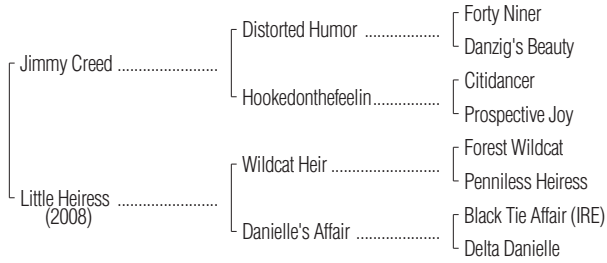 Forty Niner
Distorted Humor ..................
Danzig's Beauty
Jimmy Creed ........................
Citidancer
Hookedonthefeelin................
Prospective Joy
Forest Wildcat
Wildcat Heir ..........................
Penniless Heiress
Little Heiress ........................
(2008)
Black Tie Affair (IRE)
Danielle's Affair ....................
Delta Danielle